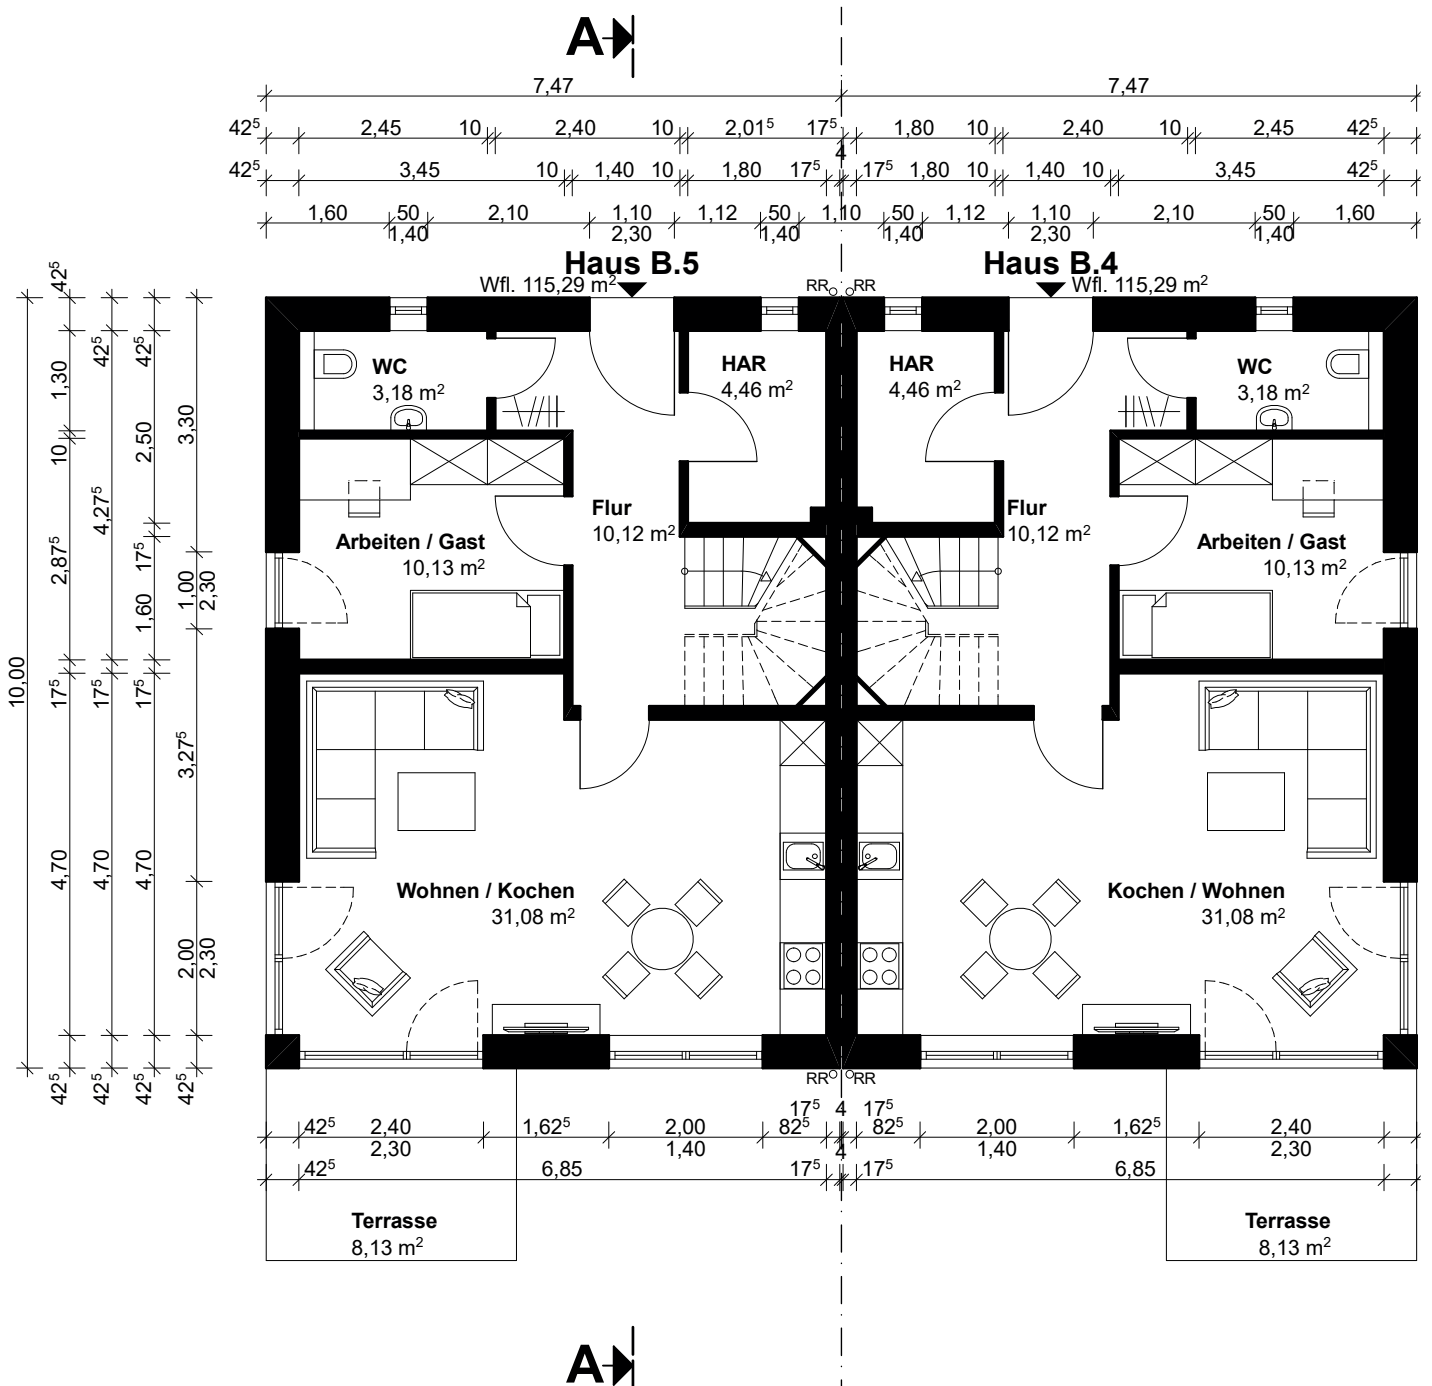 A
7,47 7,47
42⁵ 2,45 10 2,40 10 2,01⁵ 17⁵ 1,80 10 2,40 10 2,45 42⁵
4
42⁵ 3,45 10 1,40 10 1,80 17⁵ 17⁵ 1,80 10 1,40 10 3,45 42⁵
1,60 50 2,10 1,10 1,12 50 1,10 50 1,12 1,10 2,10 50 1,60
1,40 2,30 1,40 1,40 2,30 1,40
Haus B.5 Haus B.4
Wfl. 115,29 m² RR RR Wfl. 115,29 m²
WC HAR HAR WC
3,18 m² 4,46 m² 4,46 m² 3,18 m²
Flur Flur
10,12 m² 10,12 m²
Arbeiten / Gast Arbeiten / Gast
10,13 m² 10,13 m²
Wohnen / Kochen Kochen / Wohnen
31,08 m² 31,08 m²
10,00
42⁵ 1,30 10 2,87⁵ 17⁵ 4,70 42⁵
42⁵ 4,27⁵ 17⁵ 4,70 42⁵
42⁵ 2,50 17⁵ 1,60 17⁵ 4,70 42⁵
3,30 1,00 3,27⁵ 2,00 42⁵
2,30 2,30
RR RR
17⁵ 4 17⁵
42⁵ 2,40 1,62⁵ 2,00 82⁵ 82⁵ 2,00 1,62⁵ 2,40
2,30 1,40 4 1,40 2,30
42⁵ 6,85 17⁵ 17⁵ 6,85
Terrasse Terrasse
8,13 m² 8,13 m²
A